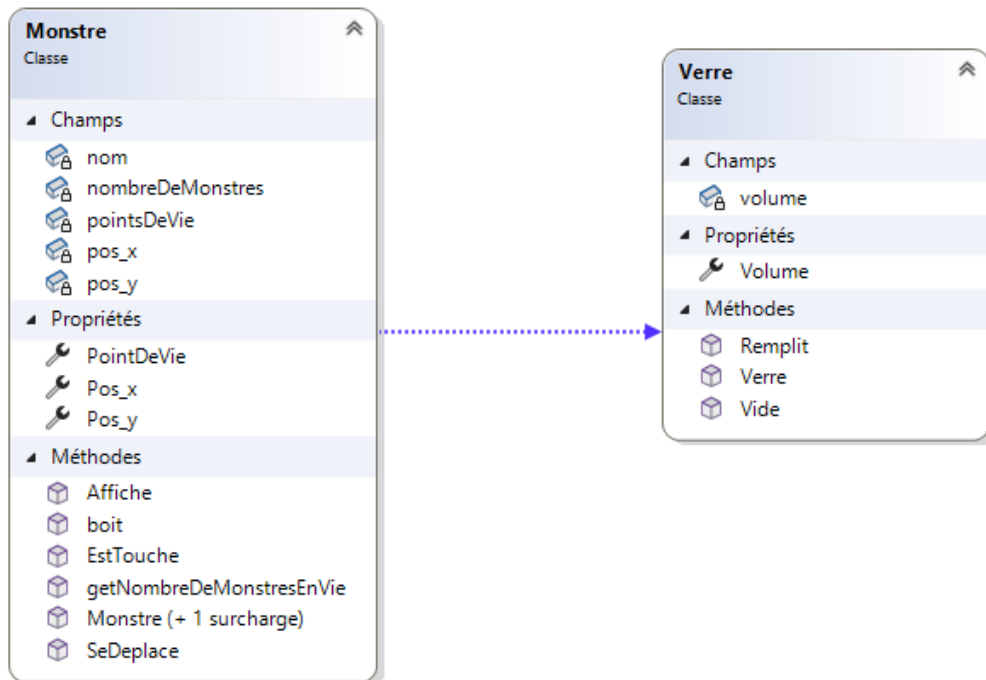 Monstre
Classe
Champs
nom
nombreDeMonstres
pointsDeVie
pos_x
pos_y
Propriétés
PointDeVie
Pos_x
Pos_y
Méthodes
Affiche
boit
EstTouche
getNombreDeMonstresEnVie
Monstre (+ 1 surcharge)
SeDeplace
Verre
Classe
Champs
volume
Propriétés
Volume
Méthodes
Remplit
Verre
Vide